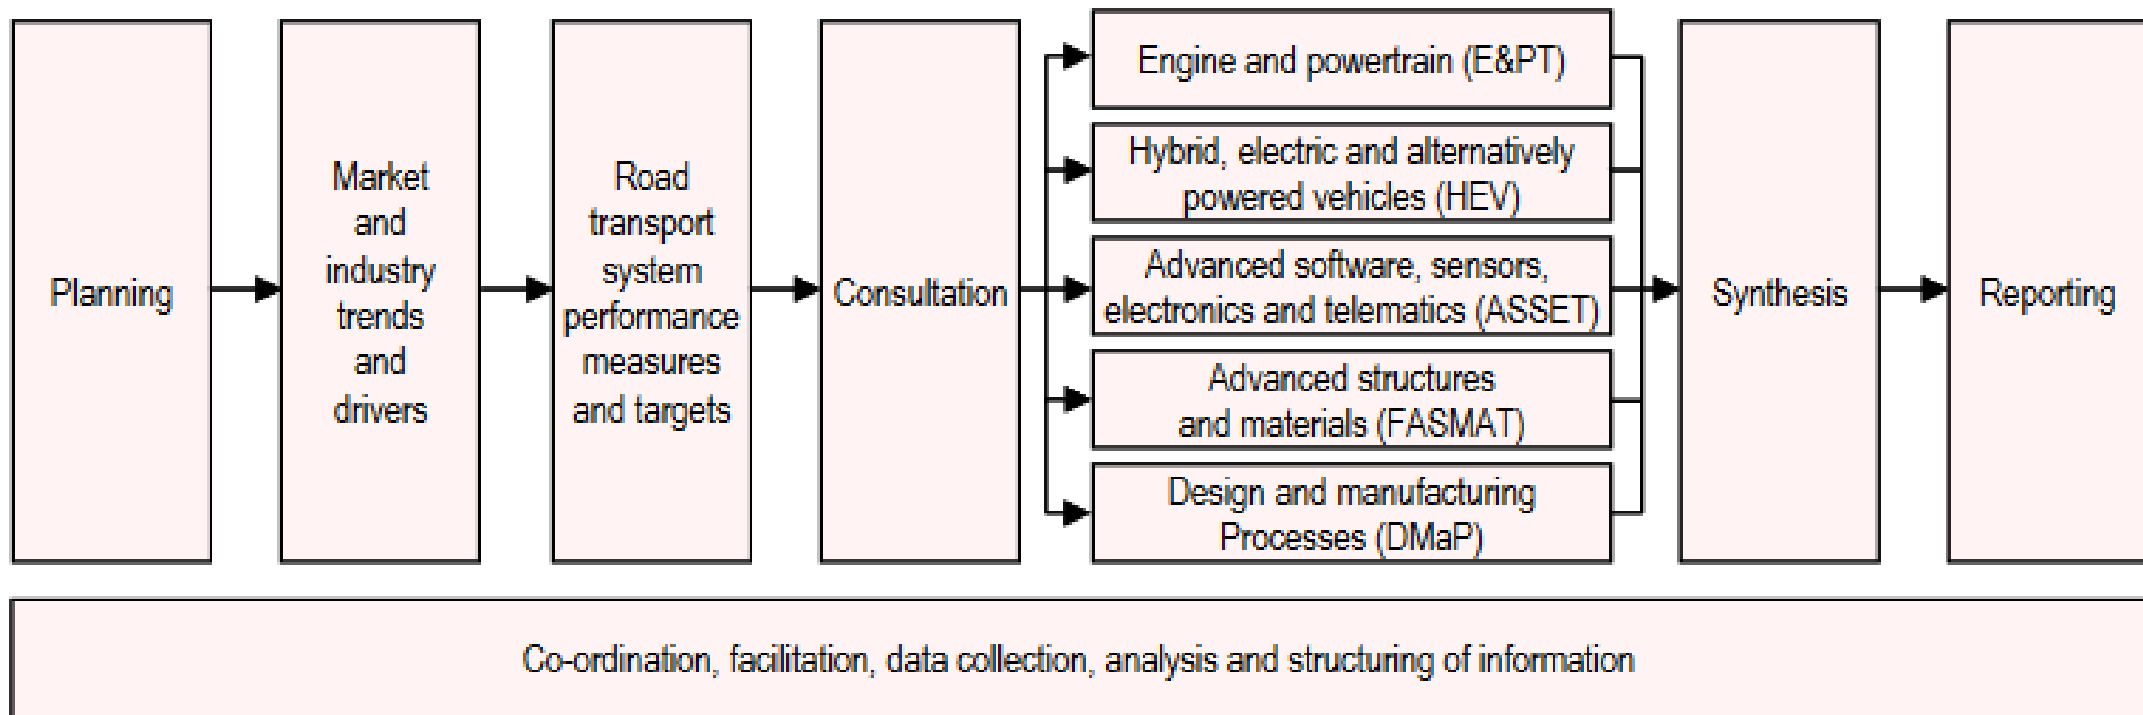 Planning
Market
and
industry
trends
and
drivers
Road
transport
system
performance
measures
and targets
Consultation
Engine and powertrain (E&PT)
Hybrid, electric and alternatively
powered vehicles (HEV)
Advanced software, sensors,
electronics and telematics (ASSET)
Advanced structures
and materials (FASMAT)
Design and manufacturing
Processes (DMaP)
Synthesis
Reporting
Co-ordination, facilitation, data collection, analysis and structuring of information